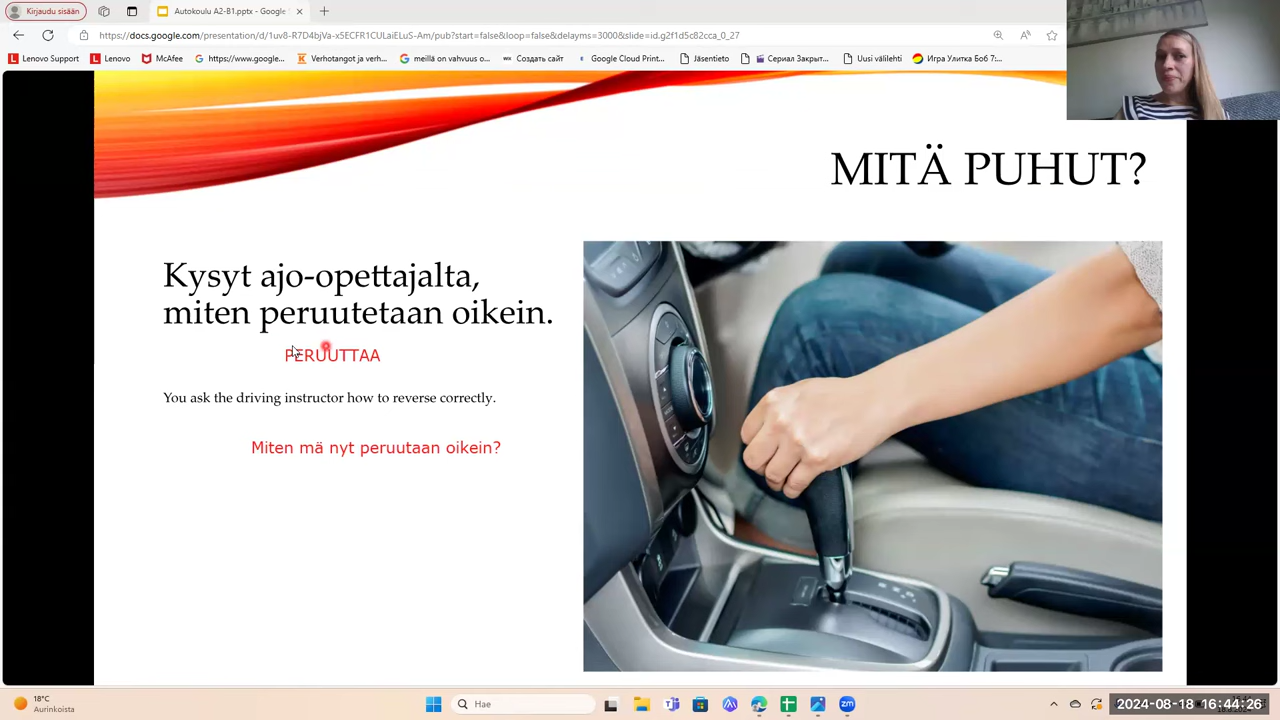 Kirjaudu sisään
Autokoulu A2-B1.pptx - Google
https://docs.google.com/presentation/d/1uv8-R7D4bjVa-x5ECFR1CULaiELuS-Am/pub?start=false&loop=false&delayms=3000&slide=id.g2f1d5c82cca_0_27
Lenovo Support
Lenovo
McAfee
https://www.google...
Verhotangot ja verh...
meillä on vahvuus o...
Создать сайт
Google Cloud Print...
Jäsentieto
Сериал Закрыт...
Uusi välilehti
Игра Улитка Боб 7:...
MITÄ PUHUT?
Kysyt ajo-opettajalta,
miten peruutetaan oikein.
PERUUTTAA
You ask the driving instructor how to reverse correctly.
Miten mä nyt peruutaan oikein?
18°C
Aurinkoista
Hae
2024-08-18 16:44:26